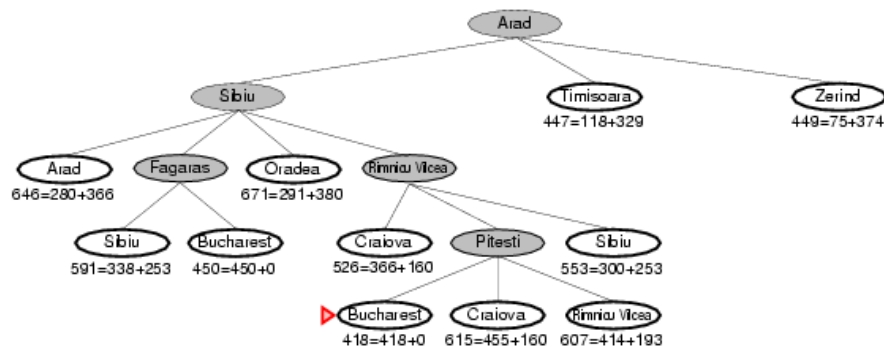 Arad
Sibiu
Timisoara
Zerind
447=118+329
449=75+374
Arad
Fagaras
Oradea
Rimnicu Vilcea
646=280+366
671=291+380
Sibiu
Bucharest
Craiova
Pitesti
Sibiu
591=338+253
450=450+0
526=366+160
553=300+253
Bucharest
Craiova
Rimnicu Vilcea
418=418+0
615=455+160
607=414+193